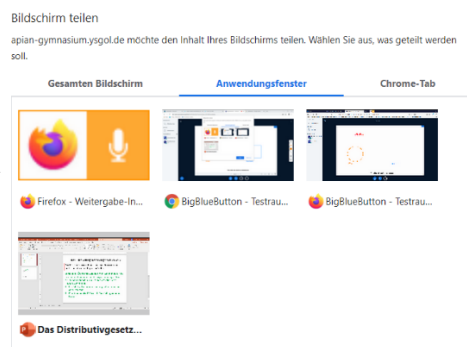 Bildschirm teilen
apian-gymnasium.ysgol.de möchte den Inhalt Ihres Bildschirms teilen. Wählen Sie aus, was geteilt werden
soll.
Gesamten Bildschirm Anwendungsfenster Chrome-Tab
Firefox - Weitergabe-In... BigBlueButton - Testrau... BigBlueButton - Testrau...
Das Distributivgesetz...